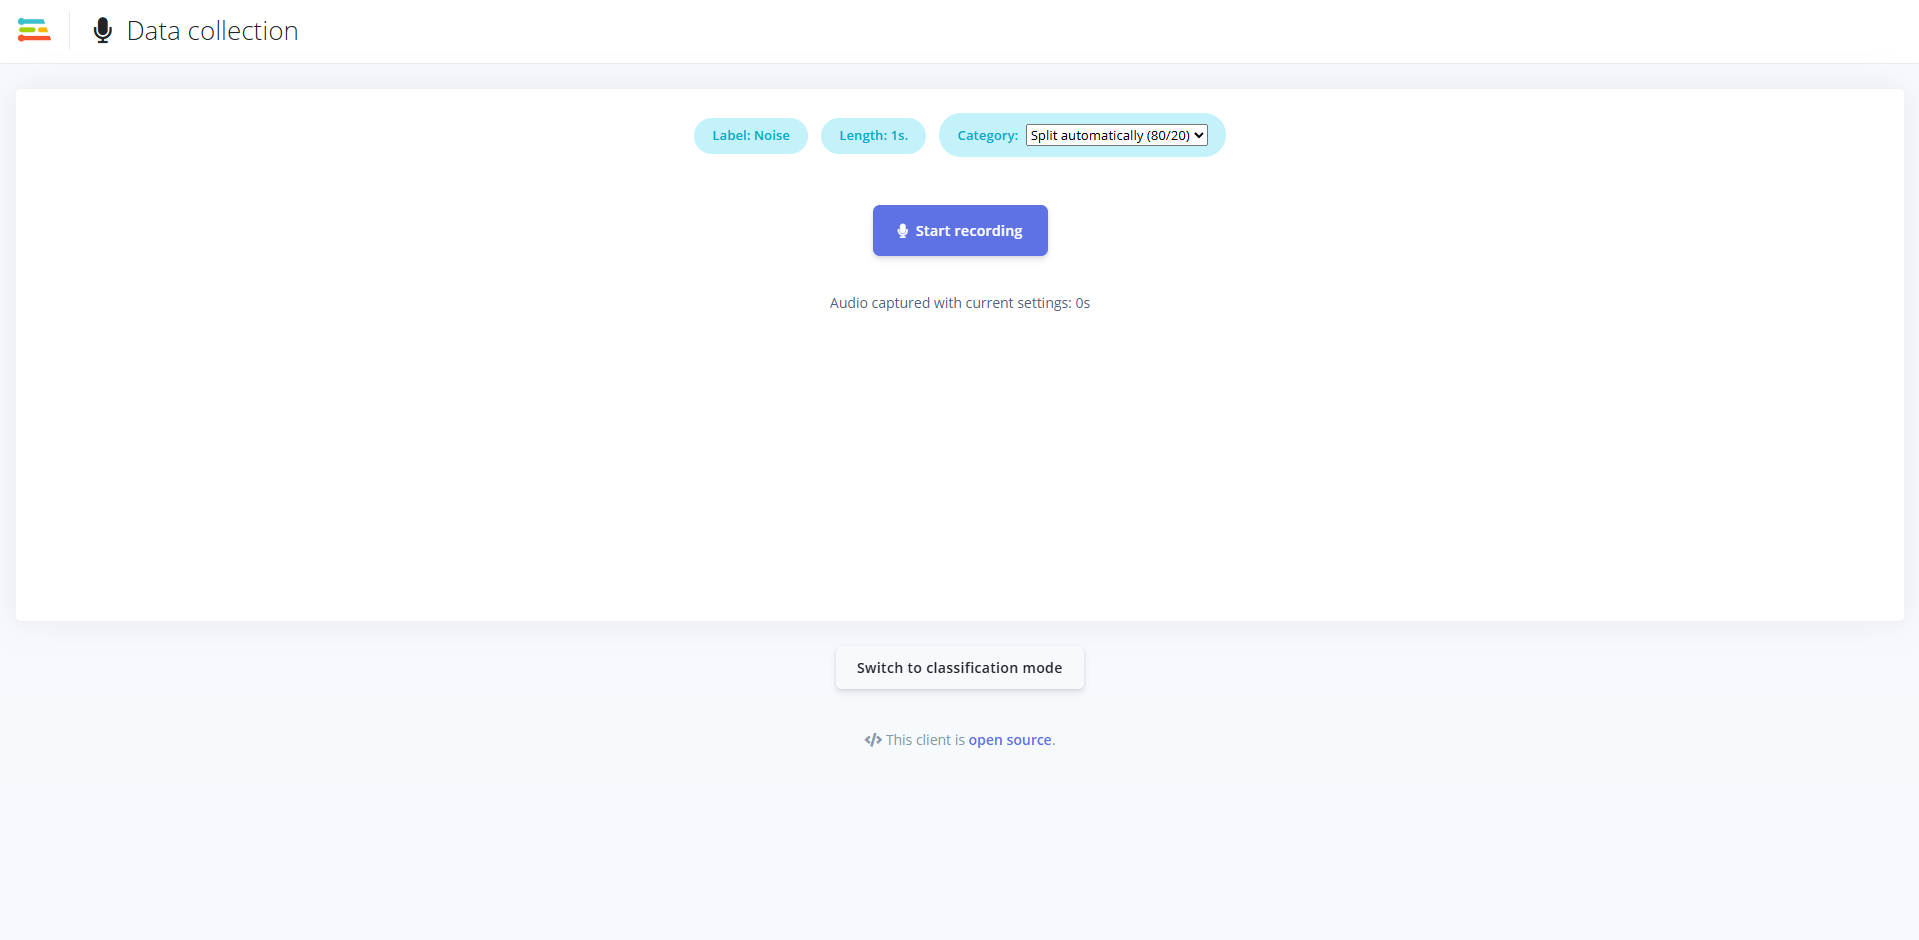 Data collection
Label: Noise
Length: 1s.
Category: Split automatically (80/20)
Start recording
Audio captured with current settings: 0s
Switch to classification mode
This client is open source.